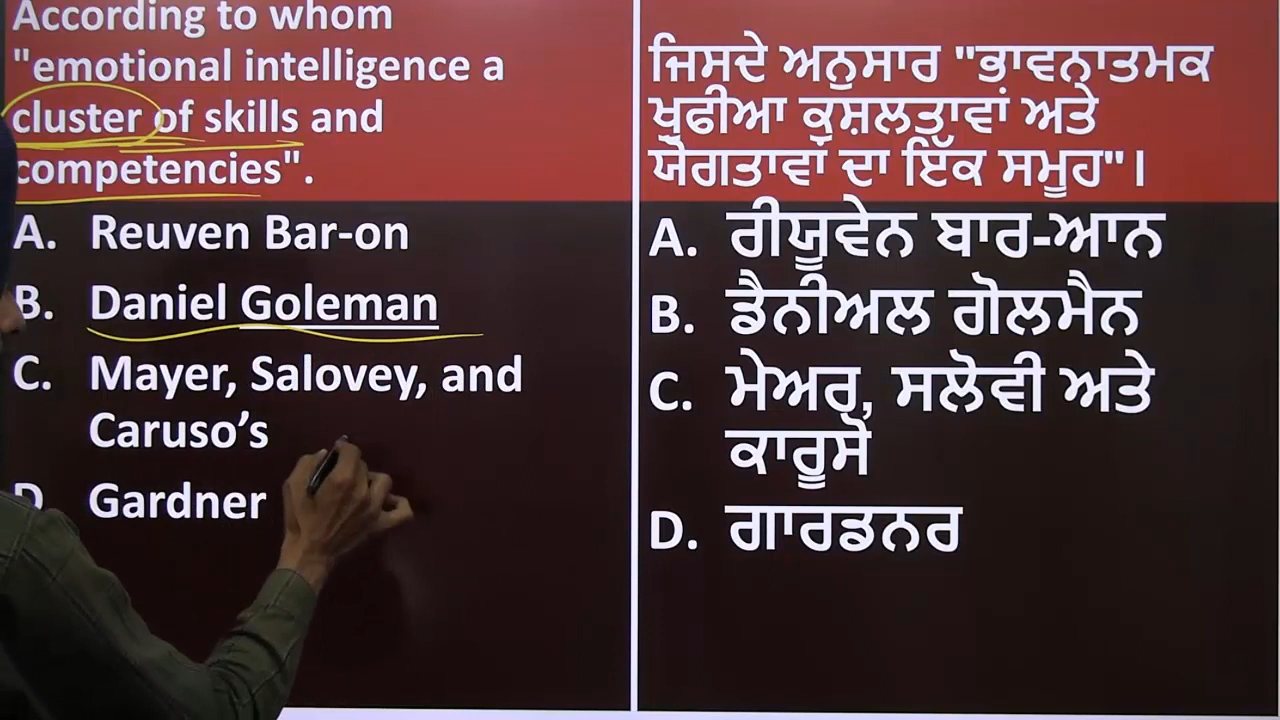 According to whom
"emotional intelligence a
cluster of skills and
competencies".
A. Reuven Bar-on
B. Daniel Goleman
C. Mayer, Salovey, and
Caruso's
D. Gardner
ਜਿਸਦੇ ਅਨੁਸਾਰ "ਭਾਵਨਾਤਮਕ
ਖੁਫੀਆ ਕੁਸ਼ਲਤਾਵਾਂ ਅਤੇ
ਯੋਗਤਾਵਾਂ ਦਾ ਇੱਕ ਸਮੂਹ"।
A. ਰੀਯੂਵੇਨ ਬਾਰ-ਆਨ
B. ਡੈਨੀਅਲ ਗੋਲਮੈਨ
C. ਮੇਅਰ, ਸਲੋਵੀ ਅਤੇ
ਕਾਰੂਸੋ
D. ਗਾਰਡਨਰ